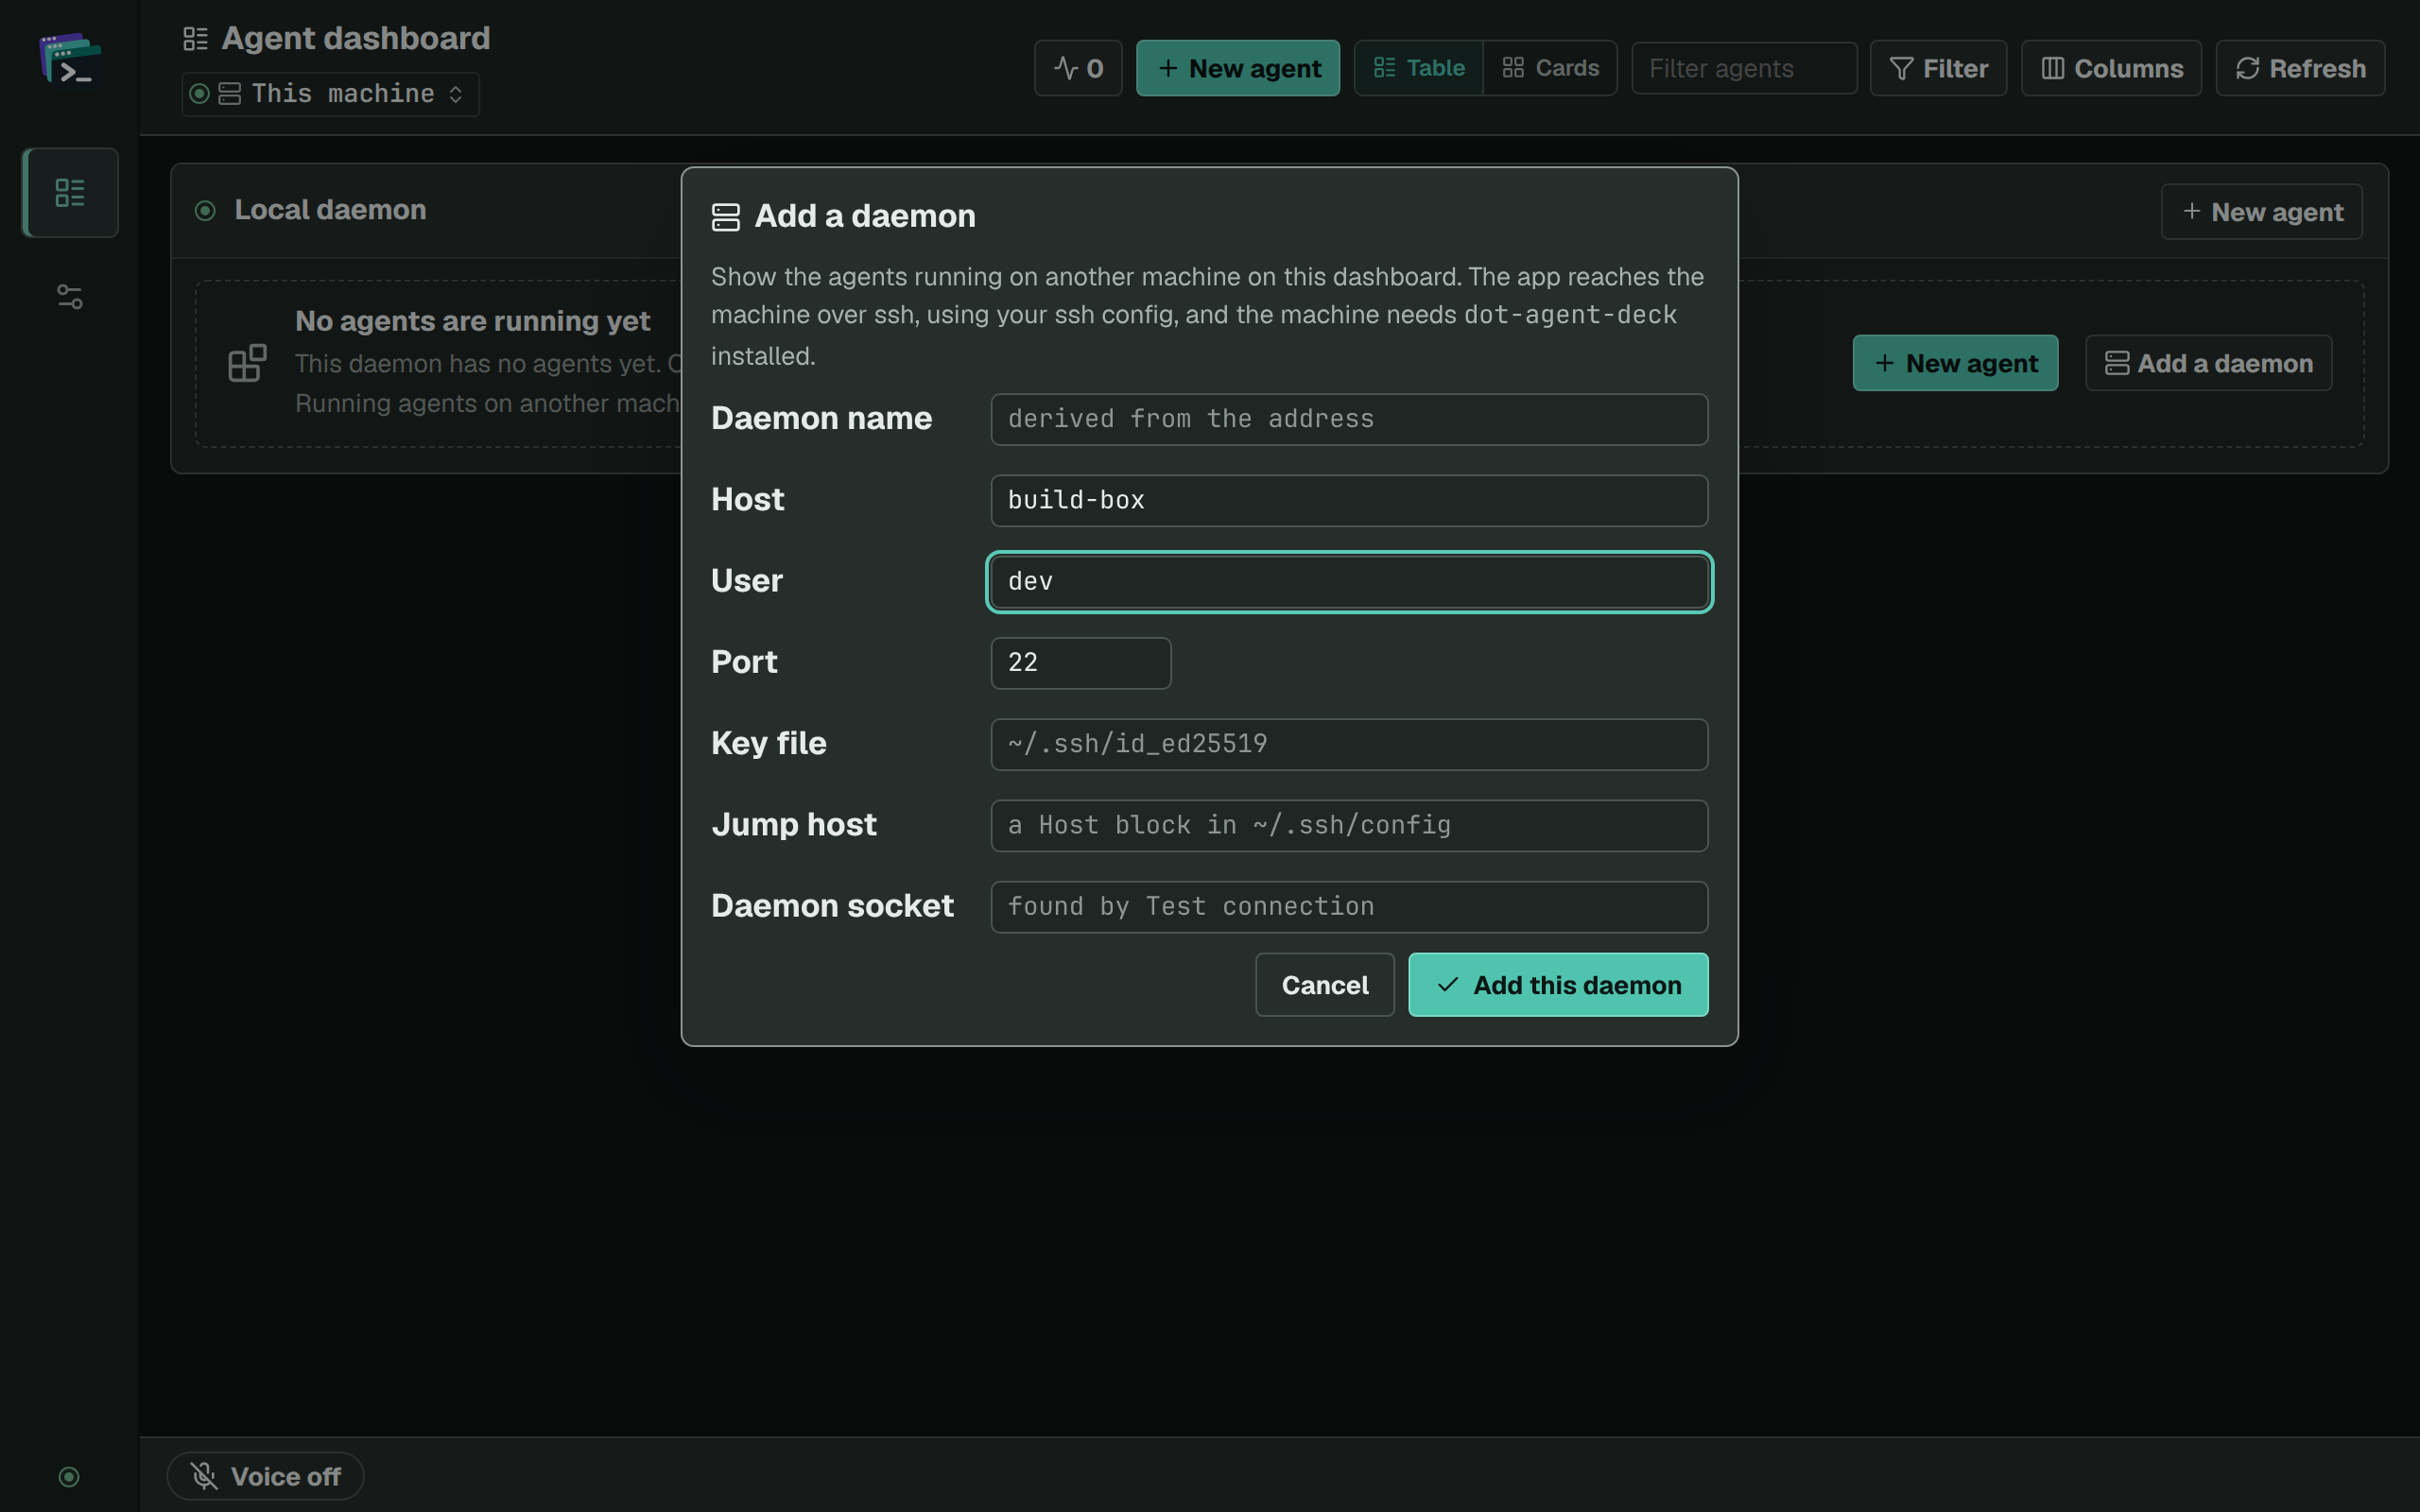 Agent dashboard
This machine
0
New agent
Table
Cards
Filter agents
Filter
Columns
Refresh
Local daemon
New agent
No agents are running yet
This daemon has no agents yet.
Running agents on another
New agent
Add a daemon
Add a daemon
Show the agents running on another machine on this dashboard. The app reaches the
machine over ssh, using your ssh config, and the machine needs dot-agent-deck
installed.
Daemon name
derived from the address
Host
build-box
User
dev
Port
22
Key file
~/.ssh/id_ed25519
Jump host
a Host block in ~/.ssh/config
Daemon socket
found by Test connection
Cancel
Add this daemon
Voice off